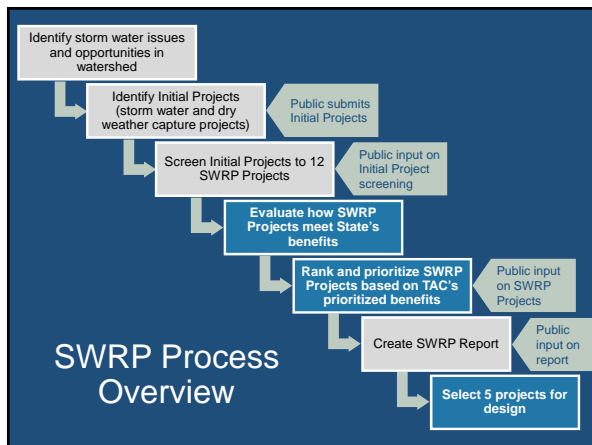 Identify storm water issues
and opportunities in
watershed
Identify Initial Projects
(storm water and dry
weather capture projects)
Public submits
Initial Projects
Screen Initial Projects to 12
SWRP Projects
Public input on
Initial Project
screening
Evaluate how SWRP
Projects meet State's
benefits
Rank and prioritize SWRP
Projects based on TAC's
prioritized benefits
Public input
on SWRP
Projects
Create SWRP Report
Public
input on
report
Select 5 projects for
design
SWRP Process
Overview